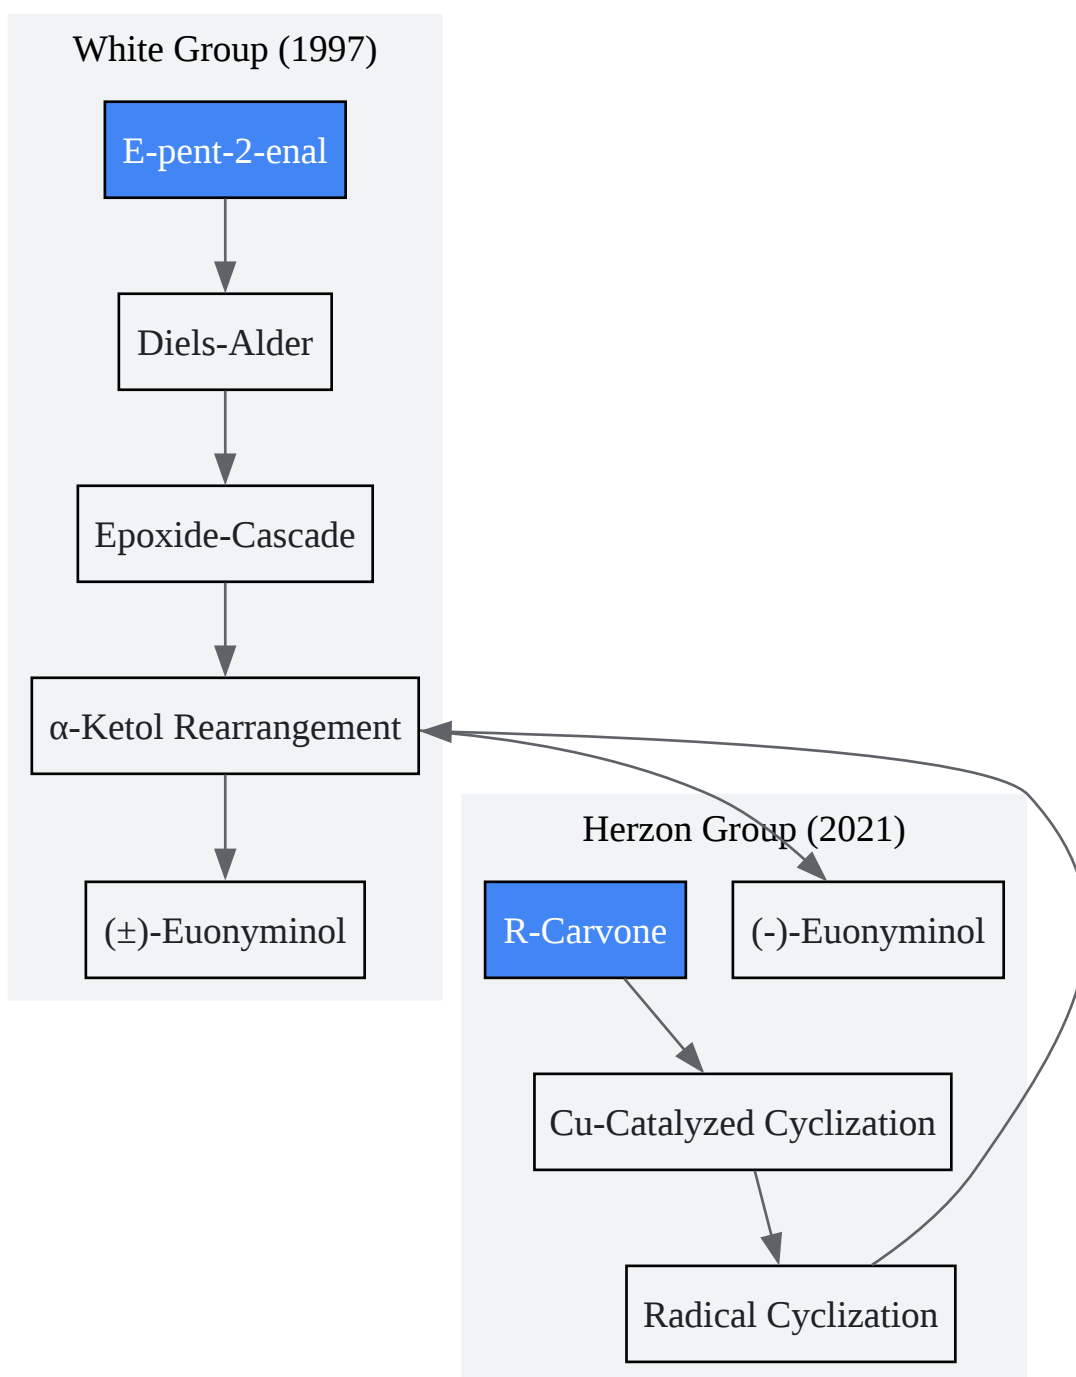 White Group (1997)
E-pent-2-enal
Diels-Alder
Epoxide-Cascade
α-Ketol Rearrangement
(±)-Euonyminol
Herzon Group (2021)
R-Carvone
(-)-Euonyminol
Cu-Catalyzed Cyclization
Radical Cyclization